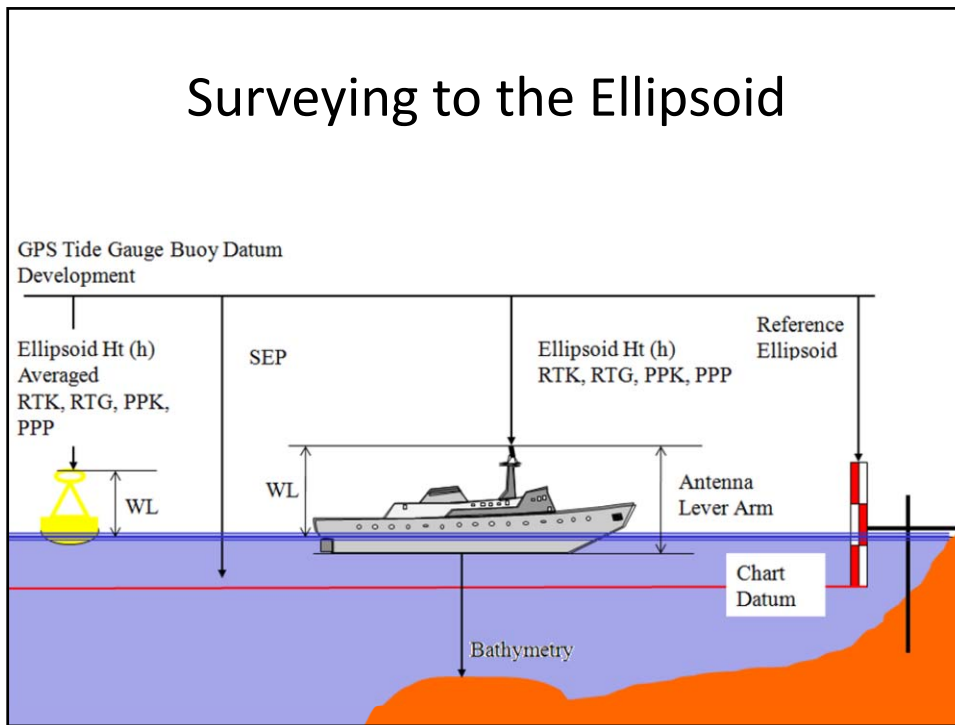 Surveying to the Ellipsoid
GPS Tide Gauge Buoy Datum
Development
Ellipsoid Ht (h)
Averaged
RTK, RTG, PPK,
PPP
WL
SEP
WL
Ellipsoid Ht (h)
RTK, RTG, PPK, PPP
Antenna
Lever Arm
Reference
Ellipsoid
Chart
Datum
Bathymetry